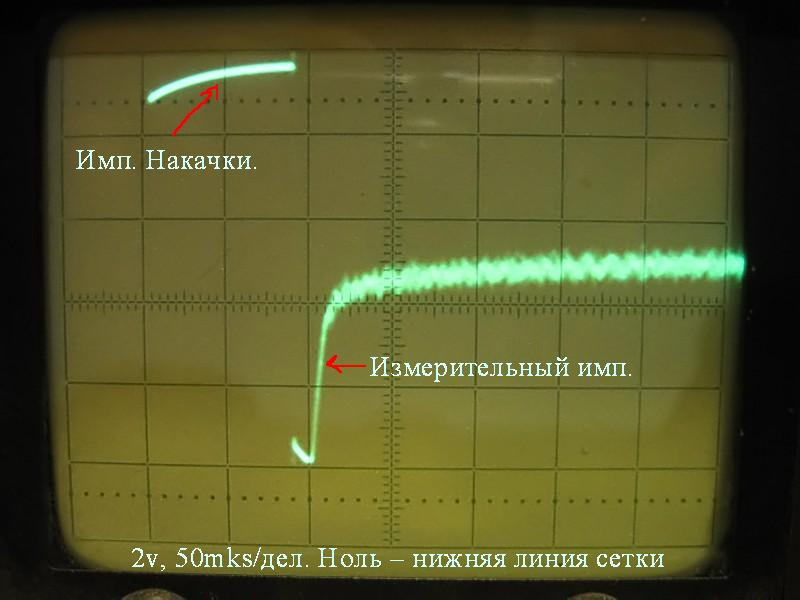 Имп. Накачки.
Измерительный имп.
2v, 50mks/дел. Ноль – нижняя линия сетки